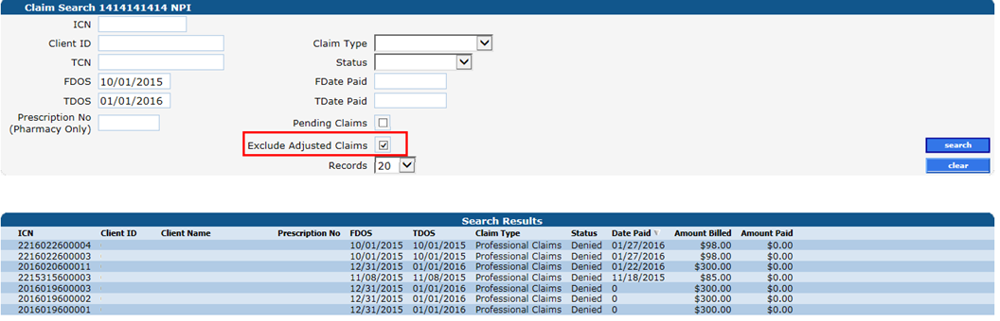 Claim Search 1414141414 NPI
ICN
Client ID Claim Type
TCN Status
FDOS 10/01/2015 FDate Paid
TDOS 01/01/2016 TDate Paid
Prescription No
(Pharmacy Only) Pending Claims
Exclude Adjusted Claims search
Records 20 clear
Search Results
ICN Client ID Client Name Prescription No FDOS TDOS Claim Type Status Date Paid Amount Billed Amount Paid
2216022600004 10/01/2015 10/01/2015 Professional Claims Denied 01/27/2016 $98.00 $0.00
2216022600003 10/01/2015 10/01/2015 Professional Claims Denied 01/27/2016 $98.00 $0.00
2016020600011 12/31/2015 01/01/2016 Professional Claims Denied 01/22/2016 $300.00 $0.00
2215315600003 11/08/2015 11/08/2015 Professional Claims Denied 11/18/2015 $85.00 $0.00
2016019600003 12/31/2015 01/01/2016 Professional Claims Denied 0 $300.00 $0.00
2016019600002 12/31/2015 01/01/2016 Professional Claims Denied 0 $300.00 $0.00
2016019600001 12/31/2015 01/01/2016 Professional Claims Denied 0 $300.00 $0.00